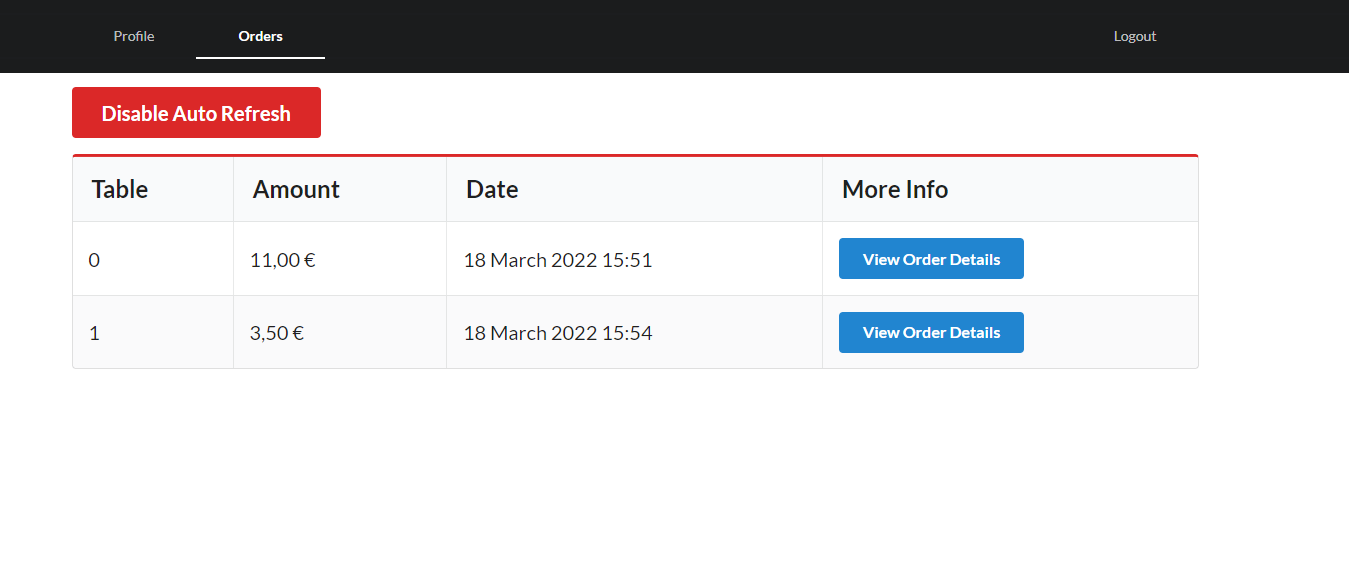 Profile Orders Logout
Disable Auto Refresh
Table Amount Date More Info
0 11,00 € 18 March 2022 15:51 View Order Details
1 3,50 € 18 March 2022 15:54 View Order Details